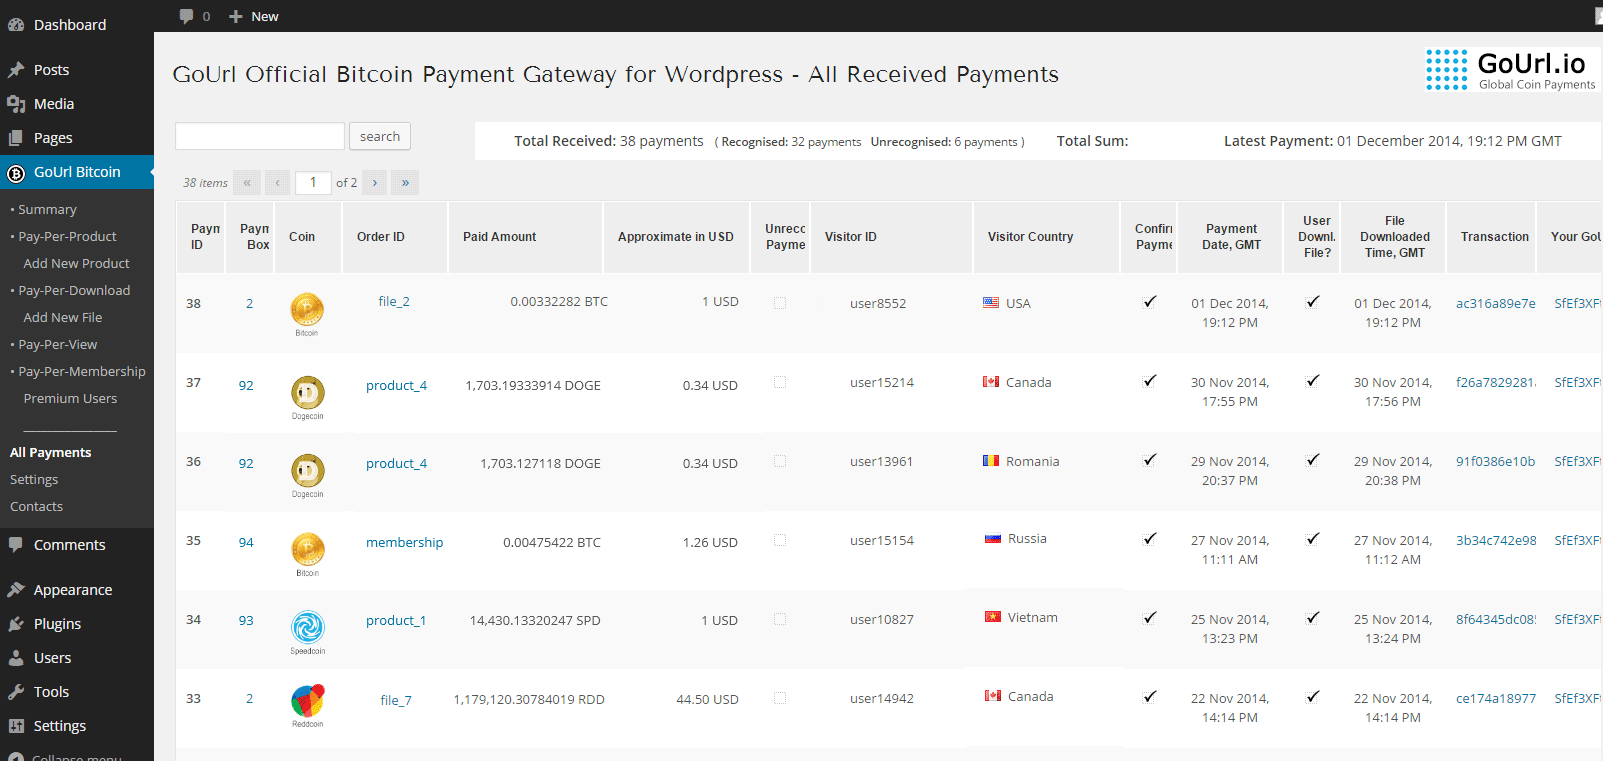 Dashboard
Posts
Media
Pages
GoUrl Bitcoin
• Summary
• Pay-Per-Product
Add New Product
• Pay-Per-Download
Add New File
• Pay-Per-View
• Pay-Per-Membership
Premium Users
All Payments
Settings
Contacts
Comments
Appearance
Plugins
Users
Tools
Settings
Collapse menu
0 + New
GoUrl Official Bitcoin Payment Gateway for Wordpress - All Received Payments
GoUrl.io
Global Coin Payments
search
Total Received: 38 payments ( Recognised: 32 payments Unrecognised: 6 payments ) Total Sum: Latest Payment: 01 December 2014, 19:12 PM GMT
38 items « ‹ 1 of 2 › »
Paym ID Paym Box Coin Order ID Paid Amount Approximate in USD Unrecc Payme Visitor ID Visitor Country Confirr Payme Payment Date, GMT User Downl. File? File Downloaded Time, GMT Transaction Your GoU
38 2 Bitcoin file_2 0.00332282 BTC 1 USD user8552 USA 01 Dec 2014, 19:12 PM 01 Dec 2014, 19:12 PM ac316a89e7e SfEf3XF
37 92 Dogecoin product_4 1,703.19333914 DOGE 0.34 USD user15214 Canada 30 Nov 2014, 17:55 PM 30 Nov 2014, 17:56 PM f26a7829281 SfEf3XF
36 92 Dogecoin product_4 1,703.127118 DOGE 0.34 USD user13961 Romania 29 Nov 2014, 20:37 PM 29 Nov 2014, 20:38 PM 91f0386e10b SfEf3XF
35 94 Bitcoin membership 0.00475422 BTC 1.26 USD user15154 Russia 27 Nov 2014, 11:11 AM 27 Nov 2014, 11:12 AM 3b34c742e98 SfEf3XF
34 93 Speedcoin product_1 14,430.13320247 SPD 1 USD user10827 Vietnam 25 Nov 2014, 13:23 PM 25 Nov 2014, 13:24 PM 8f64345dc08 SfEf3XF
33 2 Reddcoin file_7 1,179,120.30784019 RDD 44.50 USD user14942 Canada 22 Nov 2014, 14:14 PM 22 Nov 2014, 14:14 PM ce174a18977 SfEf3XF